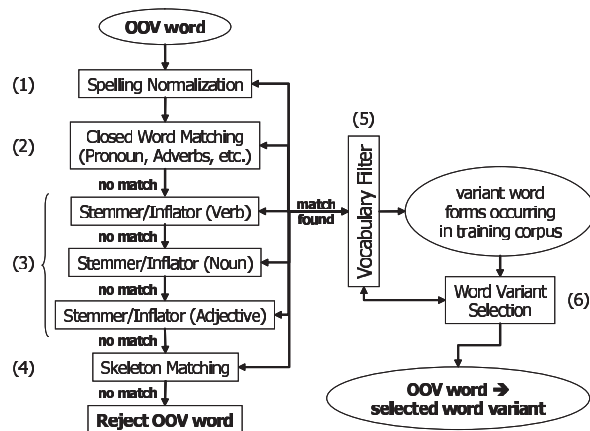 OOV word
(1)
Spelling Normalization
(2)
Closed Word Matching
(Pronoun, Adverbs, etc.)
no match
(3)
Stemmer/Inflator (Verb)
no match
Stemmer/Inflator (Noun)
no match
Stemmer/Inflator (Adjective)
no match
(4)
Skeleton Matching
no match
Reject OOV word
match
found
(5)
Vocabulary Filter
variant word
forms occurring
in training corpus
Word Variant
Selection
(6)
OOV word ➔
selected word variant